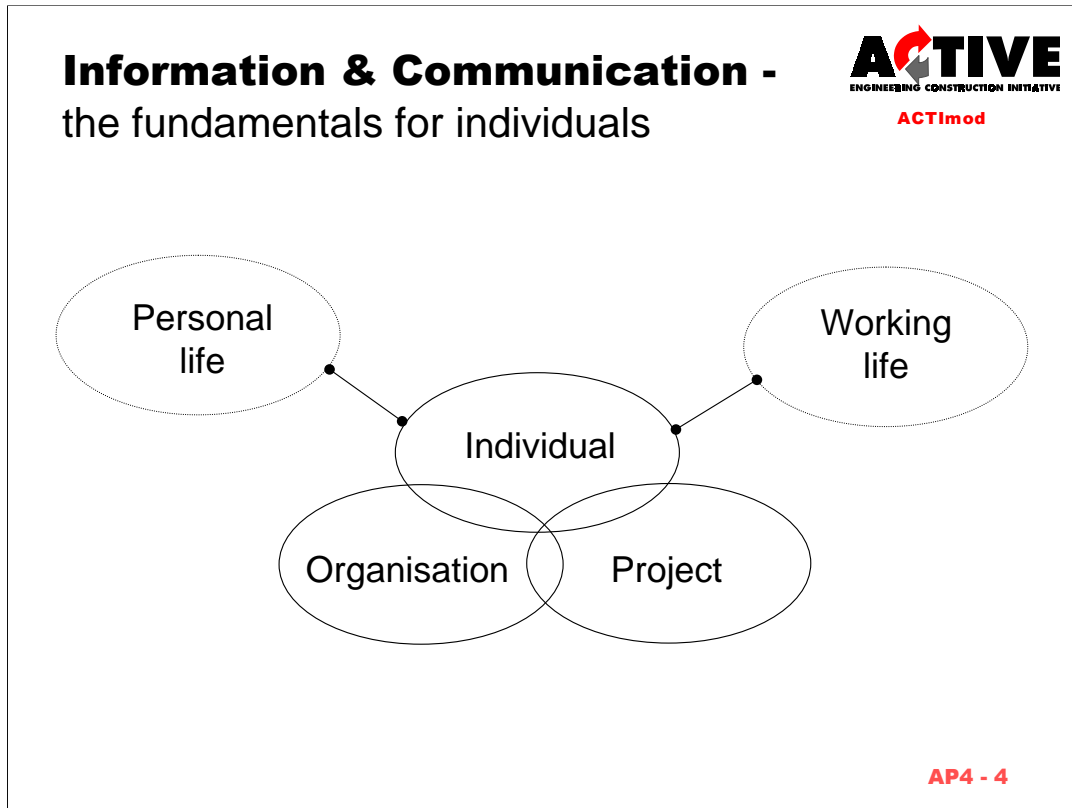 Information & Communication -
the fundamentals for individuals
ACTIVE
ENGINEERING CONSTRUCTION INITIATIVE
ACTImod
Personal
life
Working
life
Individual
Organisation
Project
AP4 - 4